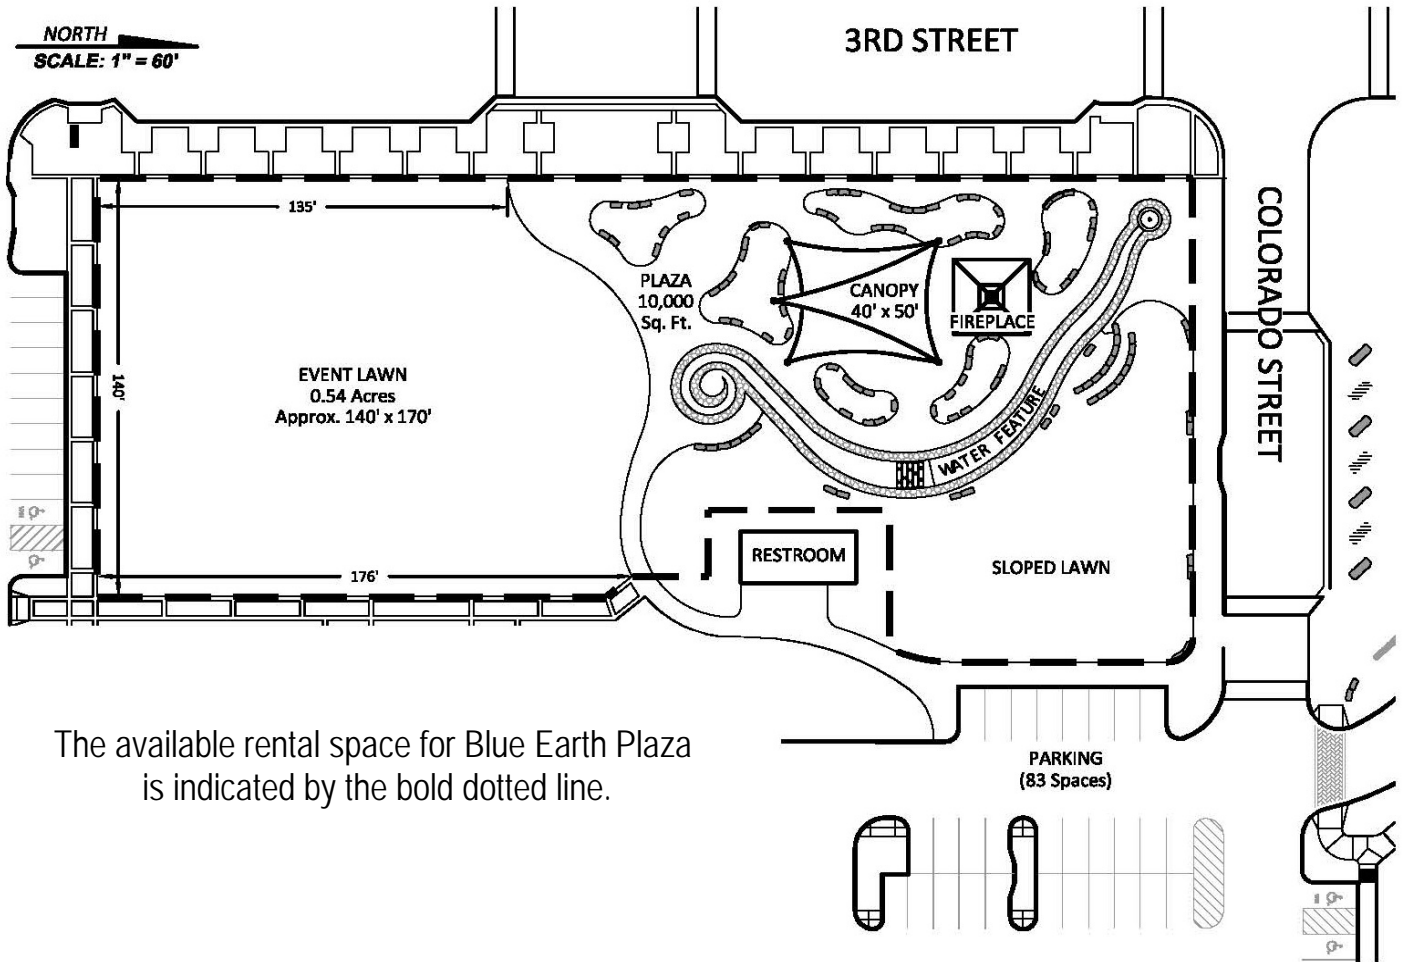 NORTH
SCALE: 1" = 60'
3RD STREET
COLORADO STREET
135'
PLAZA
10,000
Sq. Ft.
CANOPY
40' x 50'
FIREPLACE
140'
EVENT LAWN
0.54 Acres
Approx. 140' x 170'
WATER FEATURE
RESTROOM
SLOPED LAWN
176'
The available rental space for Blue Earth Plaza
is indicated by the bold dotted line.
PARKING
(83 Spaces)